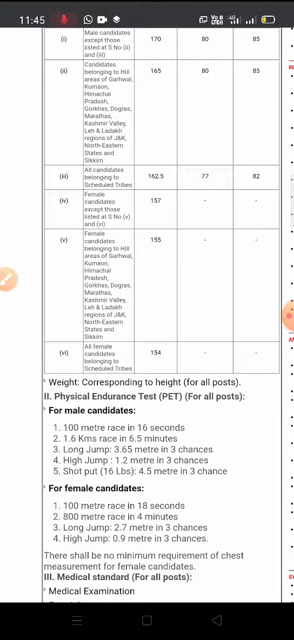 11:45
4G
(i) Male candidates except those listed at S No (ii) and (iii) 170 80 85
(ii) Candidates belonging to Hill areas of Garhwal, Kumaon, Himachal Pradesh, Gorkhas, Dogras, Marathas, Kashmir Valley, Leh & Ladakh regions of J&K, North-Eastern States and Sikkim. 165 80 85
(iii) All candidates belonging to Scheduled Tribes 162.5 77 82
(iv) Female candidates except those listed at S No (v) and (vi) 157 - -
(v) Female candidates belonging to Hill areas of Garhwal, Kumaon, Himachal Pradesh, Gorkhas, Dogras, Marathas, Kashmir Valley, Leh & Ladakh regions of J&K, North-Eastern States and Sikkim 155 - -
(vi) All female candidates belonging to Scheduled Tribes 154 - -
Weight: Corresponding to height (for all posts).
II. Physical Endurance Test (PET) (For all posts):
For male candidates:
1. 100 metre race in 16 seconds
2. 1.6 Kms race in 6.5 minutes
3. Long Jump: 3.65 metre in 3 chances
4. High Jump : 1.2 metre in 3 chances
5. Shot put (16 Lbs): 4.5 metre in 3 chance
For female candidates:
1. 100 metre race in 18 seconds
2. 800 metre race in 4 minutes
3. Long Jump: 2.7 metre in 3 chances
4. High Jump: 0.9 metre in 3 chances.
There shall be no minimum requirement of chest
measurement for female candidates.
III. Medical standard (For all posts):
Medical Examination